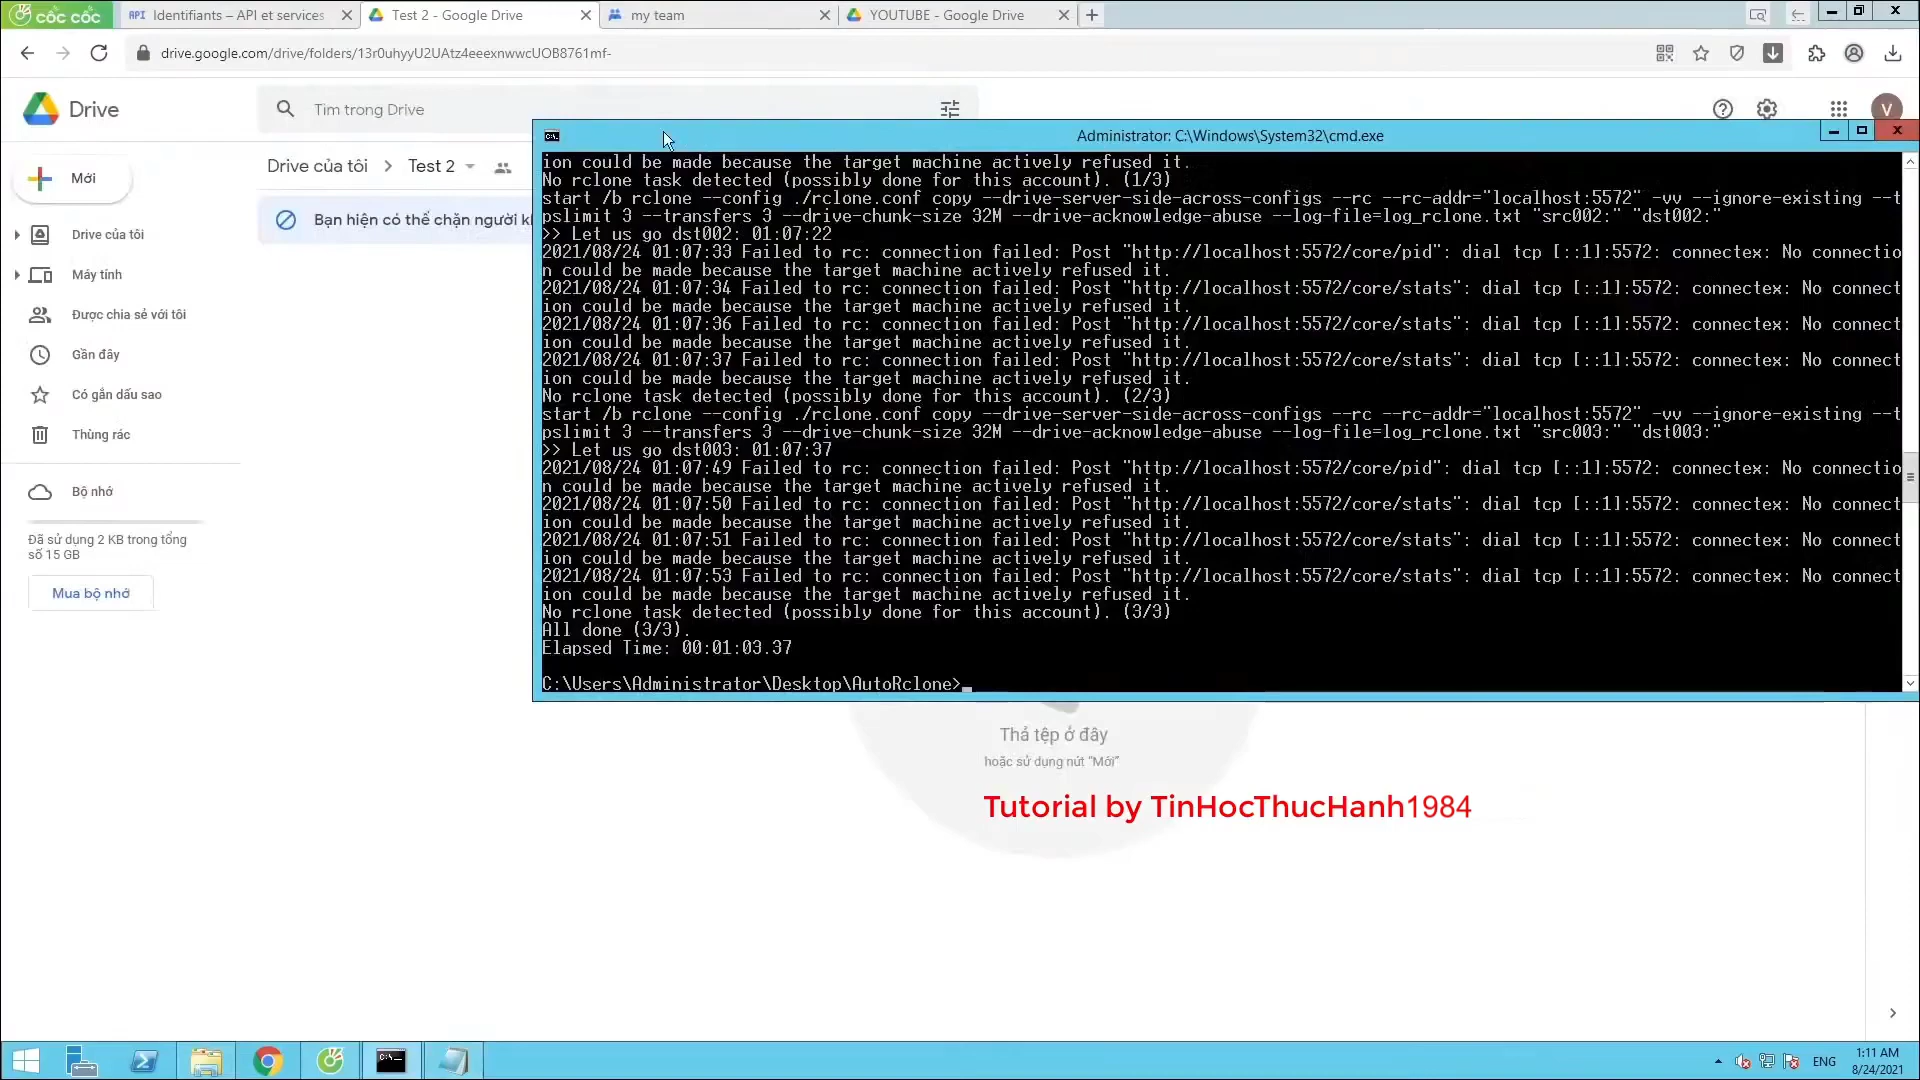 cốc cốc
API Identifiants – API et services
Test 2 - Google Drive
my team
YOUTUBE - Google Drive
drive.google.com/drive/folders/13r0uhyyU2UAtz4eeexnwwcUOB8761mf-
Drive
Tìm trong Drive
V
Administrator: C:\Windows\System32\cmd.exe
Mới
Drive của tôi
Máy tính
Được chia sẻ với tôi
Gần đây
Có gắn dấu sao
Thùng rác
Bộ nhớ
Đã sử dụng 2 KB trong tổng
số 15 GB
Mua bộ nhớ
Drive của tôi > Test 2
Bạn hiện có thể chặn người
ion could be made because the target machine actively refused it.
No rclone task detected (possibly done for this account). (1/3)
start /b rclone --config ./rclone.conf copy --drive-server-side-across-configs --rc --rc-addr="localhost:5572" -vv --ignore-existing --t
pslimit 3 --transfers 3 --drive-chunk-size 32M --drive-acknowledge-abuse --log-file=log_rclone.txt "src002:" "dst002:"
>> Let us go dst002: 01:07:22
2021/08/24 01:07:33 Failed to rc: connection failed: Post "http://localhost:5572/core/pid": dial tcp [::1]:5572: connectex: No connectio
n could be made because the target machine actively refused it.
2021/08/24 01:07:34 Failed to rc: connection failed: Post "http://localhost:5572/core/stats": dial tcp [::1]:5572: connectex: No connect
ion could be made because the target machine actively refused it.
2021/08/24 01:07:36 Failed to rc: connection failed: Post "http://localhost:5572/core/stats": dial tcp [::1]:5572: connectex: No connect
ion could be made because the target machine actively refused it.
2021/08/24 01:07:37 Failed to rc: connection failed: Post "http://localhost:5572/core/stats": dial tcp [::1]:5572: connectex: No connect
ion could be made because the target machine actively refused it.
No rclone task detected (possibly done for this account). (2/3)
start /b rclone --config ./rclone.conf copy --drive-server-side-across-configs --rc --rc-addr="localhost:5572" -vv --ignore-existing --t
pslimit 3 --transfers 3 --drive-chunk-size 32M --drive-acknowledge-abuse --log-file=log_rclone.txt "src003:" "dst003:"
>> Let us go dst003: 01:07:37
2021/08/24 01:07:49 Failed to rc: connection failed: Post "http://localhost:5572/core/pid": dial tcp [::1]:5572: connectex: No connectio
n could be made because the target machine actively refused it.
2021/08/24 01:07:50 Failed to rc: connection failed: Post "http://localhost:5572/core/stats": dial tcp [::1]:5572: connectex: No connect
ion could be made because the target machine actively refused it.
2021/08/24 01:07:51 Failed to rc: connection failed: Post "http://localhost:5572/core/stats": dial tcp [::1]:5572: connectex: No connect
ion could be made because the target machine actively refused it.
2021/08/24 01:07:53 Failed to rc: connection failed: Post "http://localhost:5572/core/stats": dial tcp [::1]:5572: connectex: No connect
ion could be made because the target machine actively refused it.
No rclone task detected (possibly done for this account). (3/3)
All done (3/3).
Elapsed Time: 00:01:03.37
C:\Users\Administrator\Desktop\AutoRclone>_
Thả tệp ở đây
hoặc sử dụng nút "Mới"
Tutorial by TinHocThucHanh1984
ENG
1:11 AM
8/24/2021